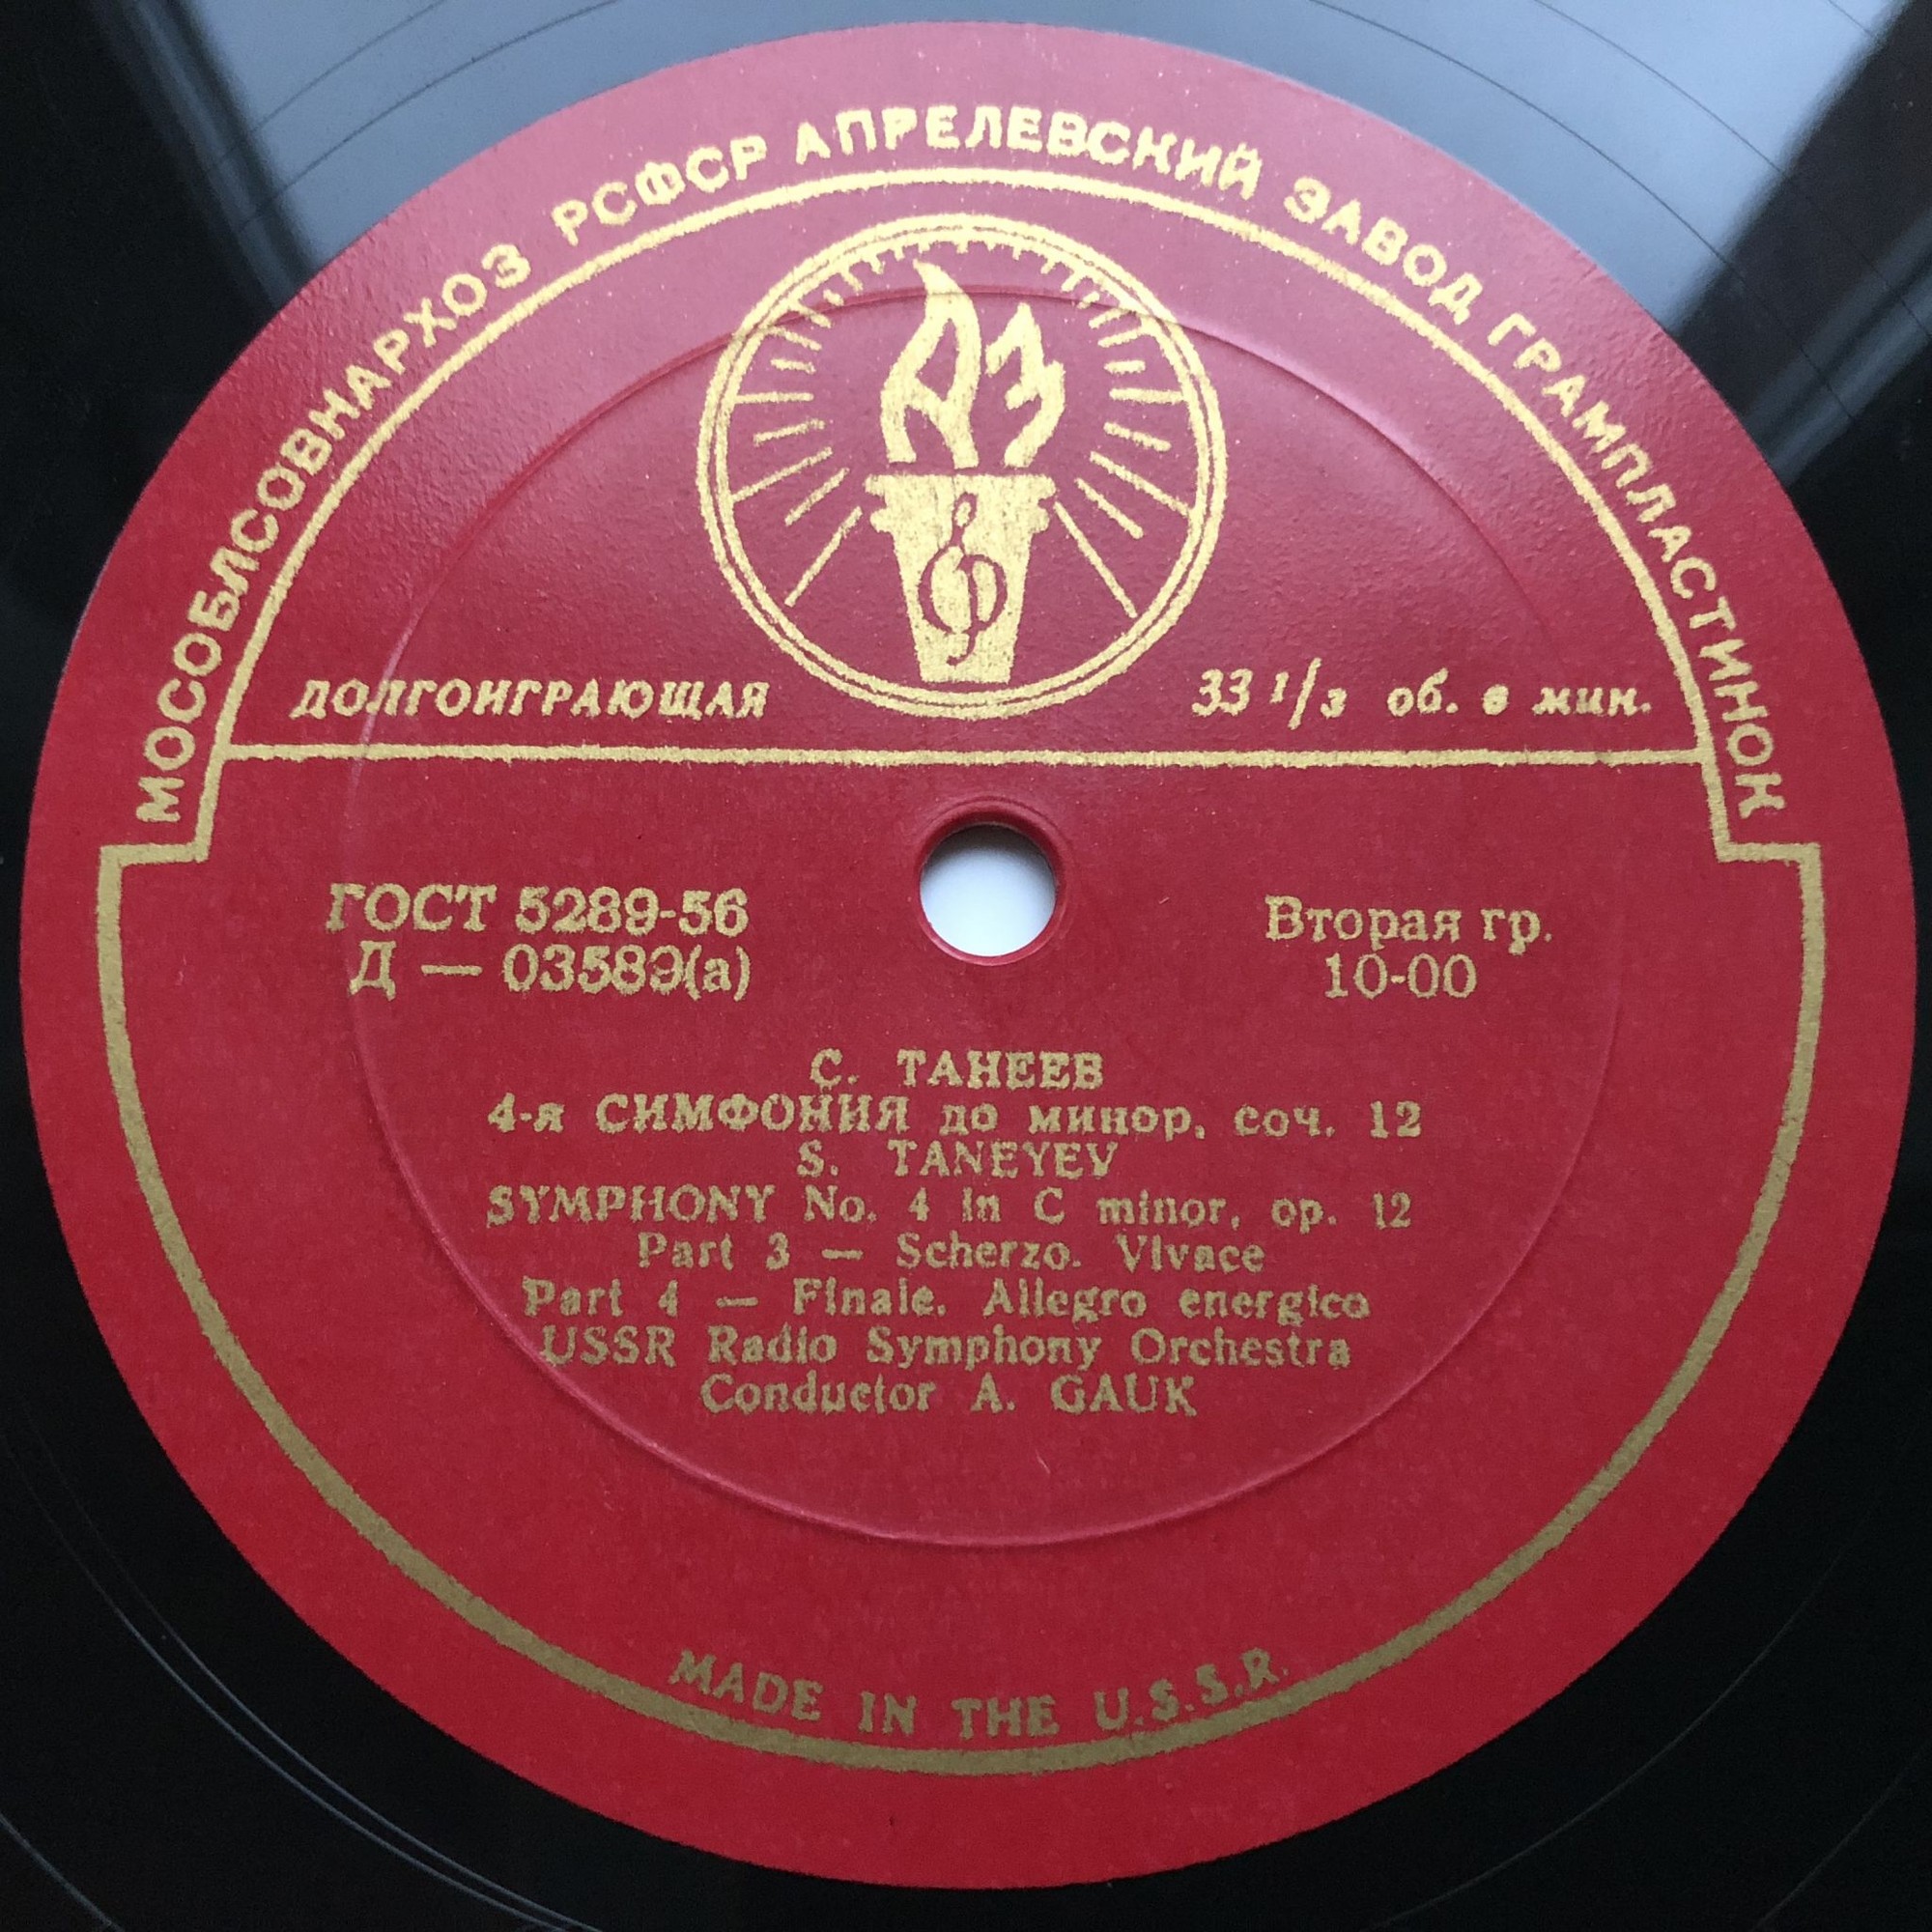 МОСОБЛСОВНАРХОЗ РСФСР АПРЕЛЕВСКИЙ ЗАВОД ГРАМПЛАСТИНОК
АЗ
ДОЛГОИГРАЮЩАЯ 33 1/3 об. в мин.
ГОСТ 5289-56 Вторая гр.
Д — 03589(а) 10-00
С. ТАНЕЕВ
4-я СИМФОНИЯ до минор, соч. 12
S. TANEYEV
SYMPHONY No. 4 in C minor, op. 12
Part 3 — Scherzo. Vivace
Part 4 — Finale. Allegro energico
USSR Radio Symphony Orchestra
Conductor A. GAUK
MADE IN THE U.S.S.R.